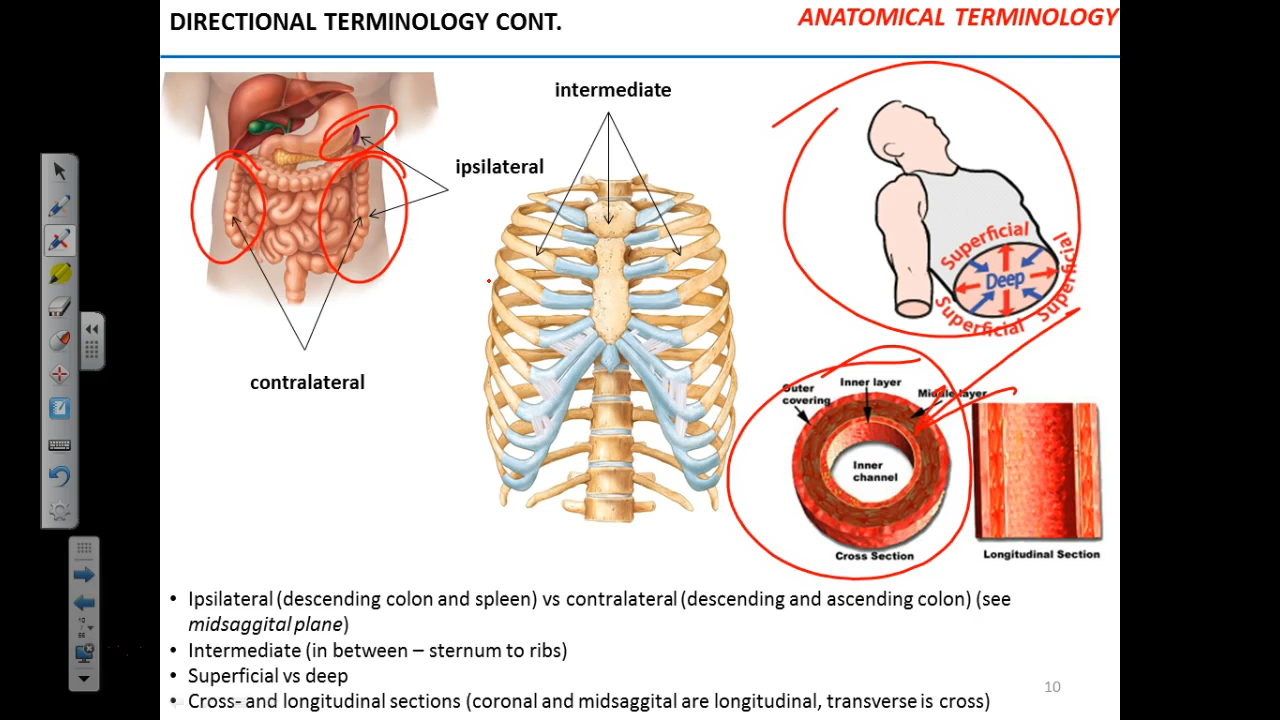 DIRECTIONAL TERMINOLOGY CONT.
ANATOMICAL TERMINOLOGY
intermediate
ipsilateral
contralateral
Superficial
Superficial
Deep
Superficial
Outer
covering
Inner layer
Middle layer
Inner
channel
Cross Section
Longitudinal Section
• Ipsilateral (descending colon and spleen) vs contralateral (descending and ascending colon) (see
midsaggital plane)
• Intermediate (in between – sternum to ribs)
• Superficial vs deep
• Cross- and longitudinal sections (coronal and midsaggital are longitudinal, transverse is cross)
10